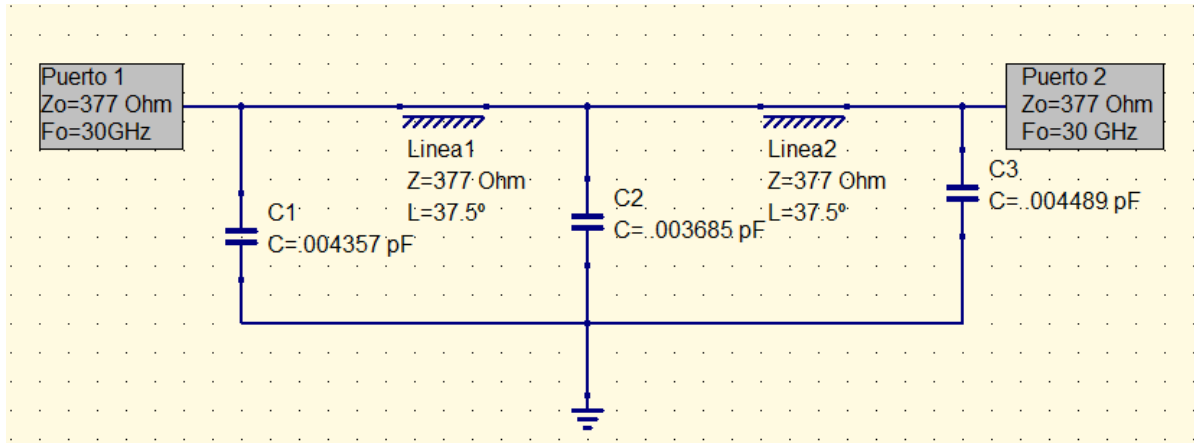 Puerto 1
Zo=377 Ohm
Fo=30GHz
Puerto 2
Zo=377 Ohm
Fo=30 GHz
Linea1
Z=377 Ohm
L=37.5º
Linea2
Z=377 Ohm
L=37.5º
C1
C=.004357 pF
C2
C=.003685 pF
C3
C=.004489 pF